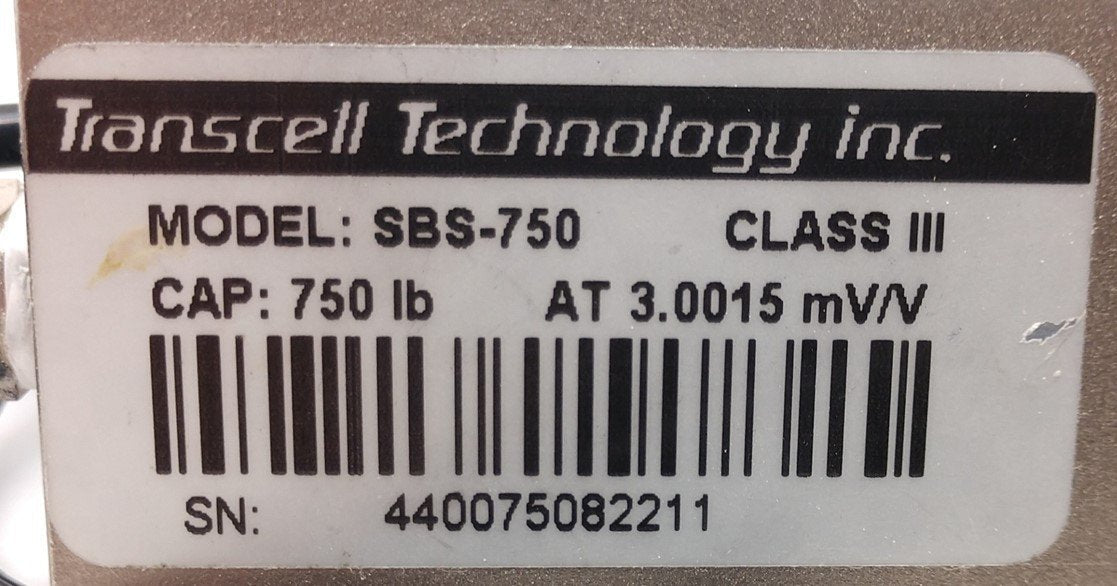 Transcell Technology inc.
MODEL: SBS-750 CLASS III
CAP: 750 lb AT 3.0015 mV/V
SN: 440075082211